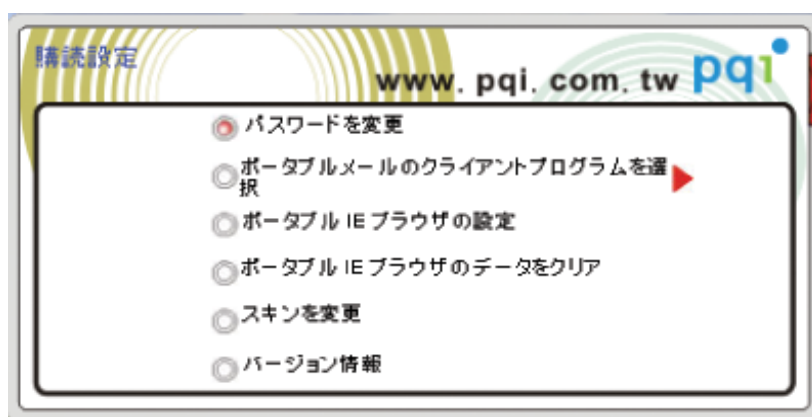 購読設定
www. pqi. com. tw pqi
パスワードを変更
ポータブルメールのクライアントプログラムを選
択
ポータブル IE ブラウザの設定
ポータブル IE ブラウザのデータをクリア
スキンを変更
バージョン情報